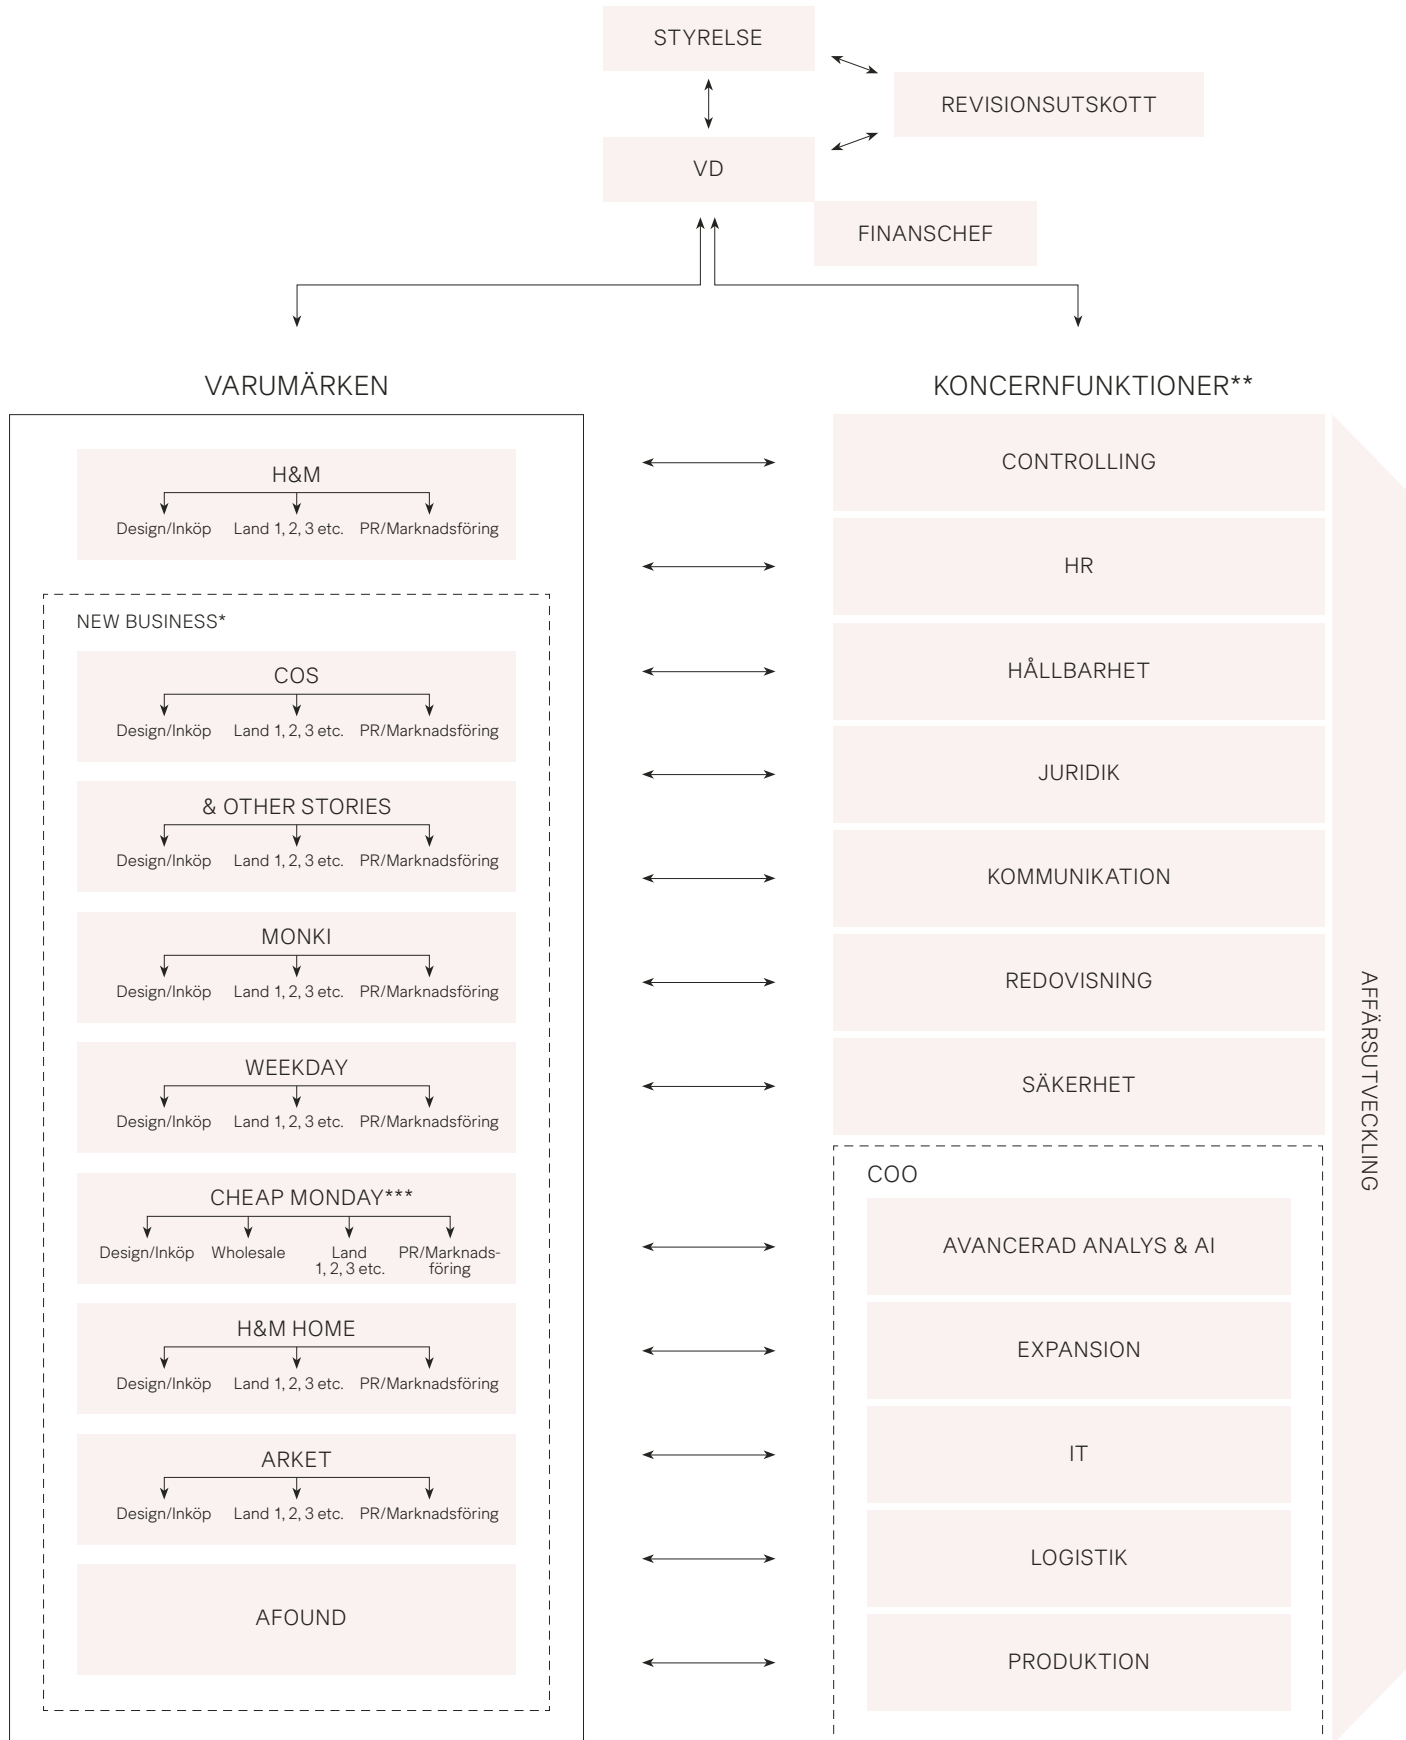 STYRELSE
REVISIONSUTSKOTT
VD
FINANSCHEF
VARUMÄRKEN
H&M
Design/Inköp Land 1, 2, 3 etc. PR/Marknadsföring
NEW BUSINESS*
COS
Design/Inköp Land 1, 2, 3 etc. PR/Marknadsföring
& OTHER STORIES
Design/Inköp Land 1, 2, 3 etc. PR/Marknadsföring
MONKI
Design/Inköp Land 1, 2, 3 etc. PR/Marknadsföring
WEEKDAY
Design/Inköp Land 1, 2, 3 etc. PR/Marknadsföring
CHEAP MONDAY***
Design/Inköp Wholesale Land PR/Marknads-
1, 2, 3 etc. föring
H&M HOME
Design/Inköp Land 1, 2, 3 etc. PR/Marknadsföring
ARKET
Design/Inköp Land 1, 2, 3 etc. PR/Marknadsföring
AFOUND
KONCERNFUNKTIONER**
CONTROLLING
HR
HÅLLBARHET
JURIDIK
KOMMUNIKATION
REDOVISNING
SÄKERHET
COO
AVANCERAD ANALYS & AI
EXPANSION
IT
LOGISTIK
PRODUKTION
AFFÄRSUTVECKLING